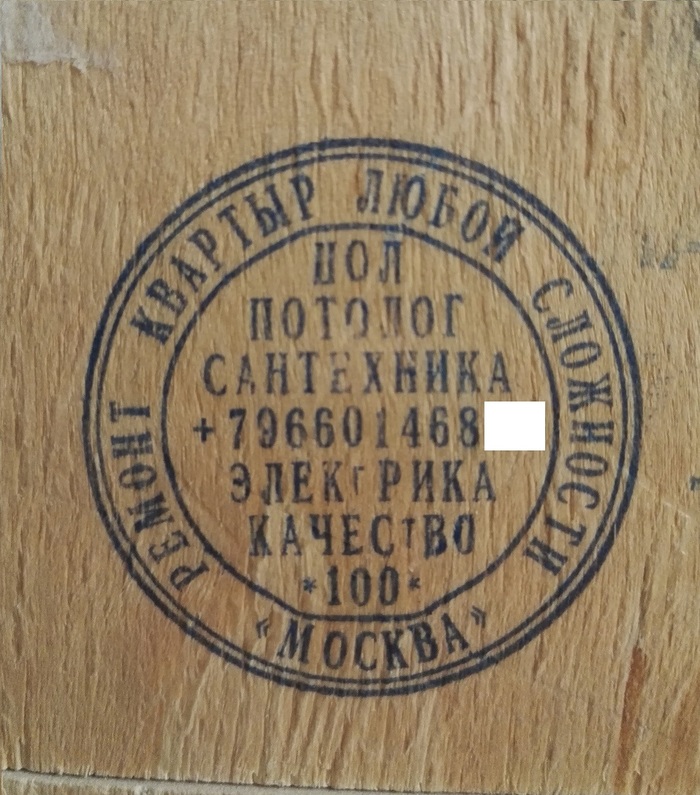 РЕМОНТ КВАРТЫР ЛЮБОЙ СЛОЖНОСТИ
ПОЛ
ПОТОЛОГ
САНТЕХНИКА
+796601468
ЭЛЕКТРИКА
КАЧЕСТВО
*100*
"МОСКВА"